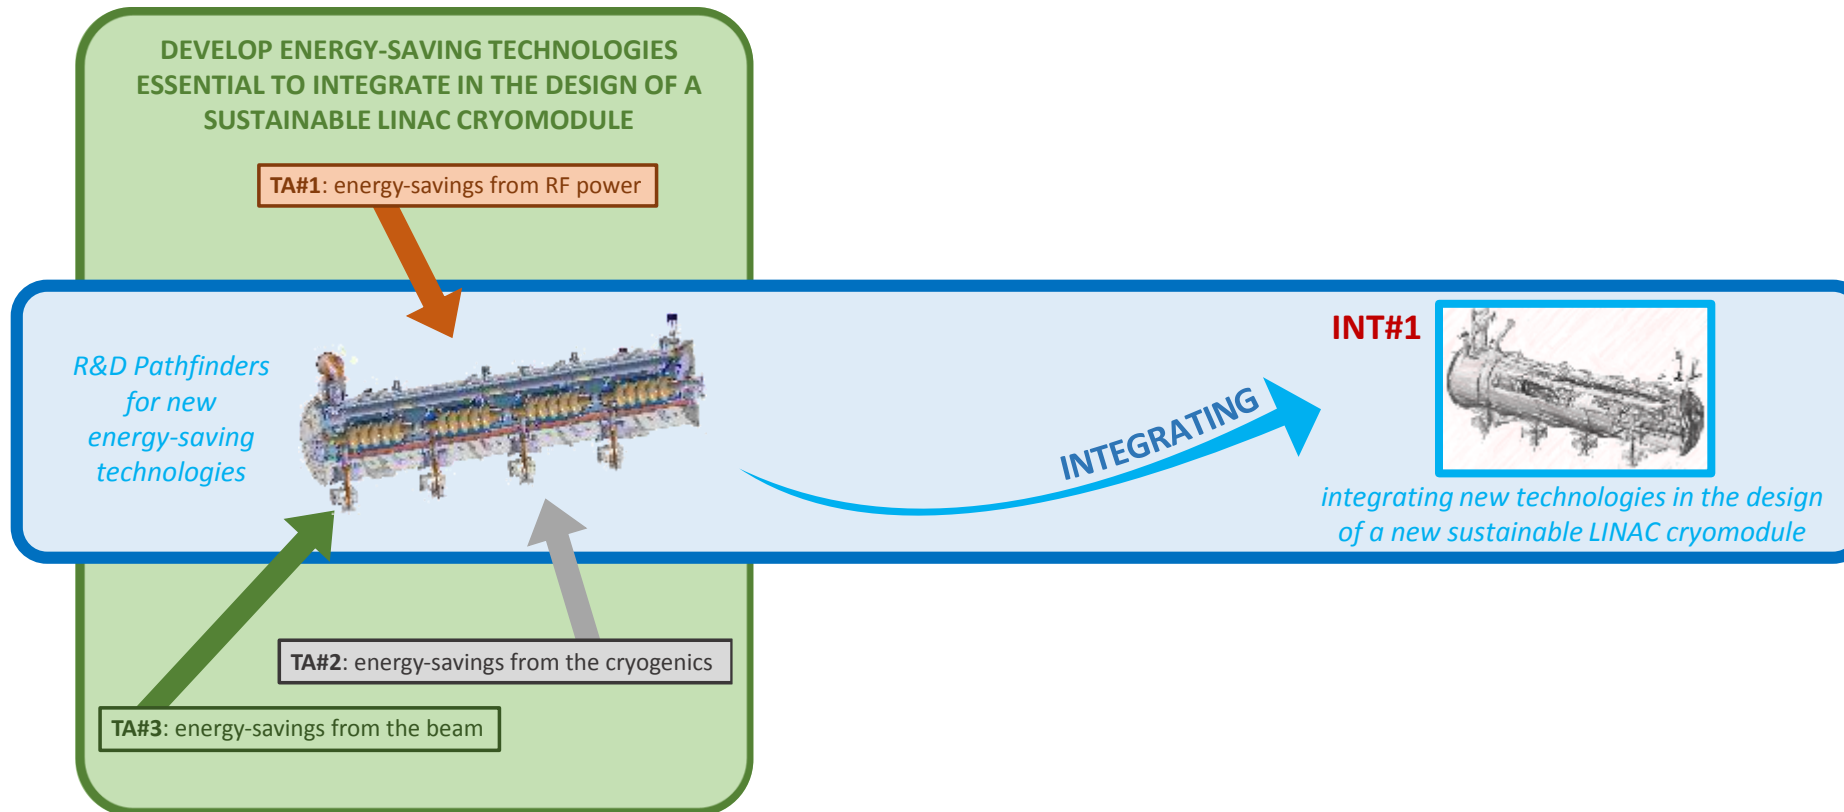 DEVELOP ENERGY-SAVING TECHNOLOGIES
ESSENTIAL TO INTEGRATE IN THE DESIGN OF A
SUSTAINABLE LINAC CRYOMODULE
TA#1: energy-savings from RF power
R&D Pathfinders
for new
energy-saving
technologies
INTEGRATING
INT#1
integrating new technologies in the design
of a new sustainable LINAC cryomodule
TA#2: energy-savings from the cryogenics
TA#3: energy-savings from the beam